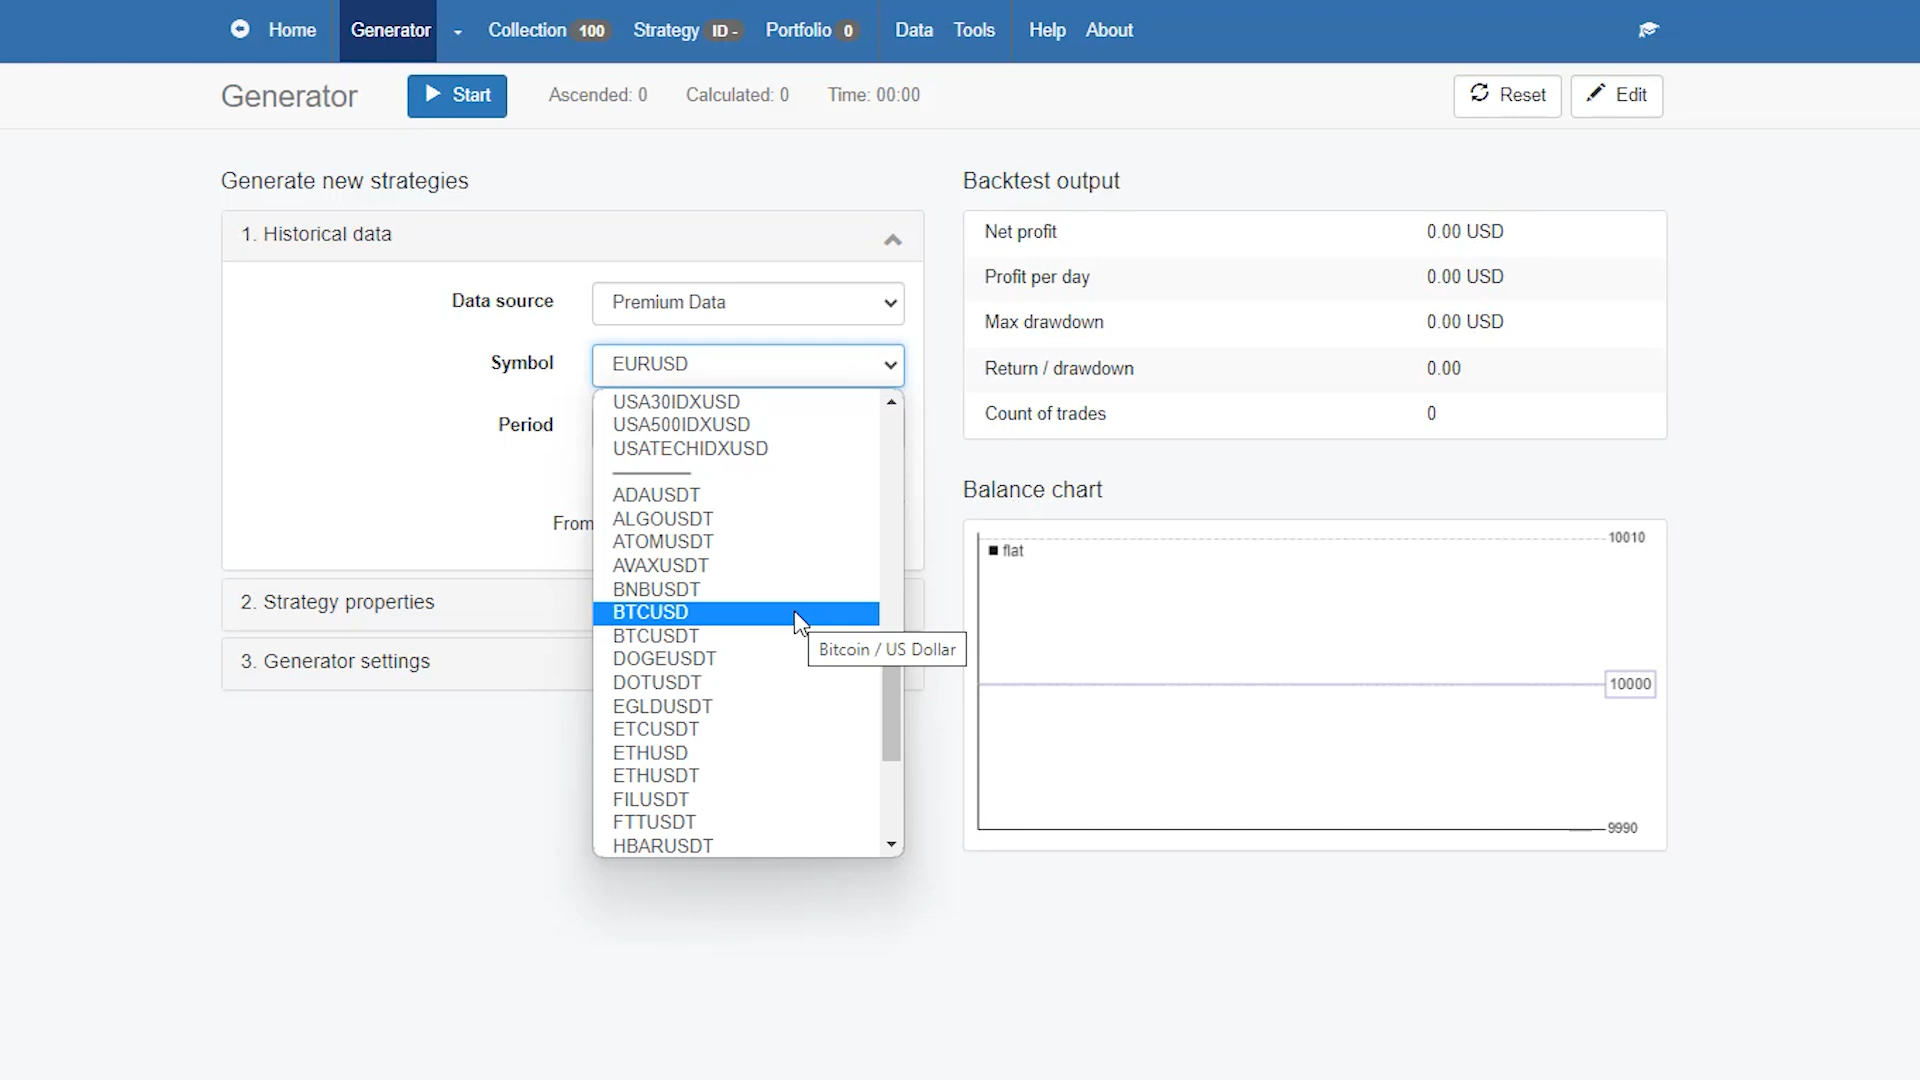 Home Generator Collection 100 Strategy ID - Portfolio 0 Data Tools Help About
Generator Start Ascended: 0 Calculated: 0 Time: 00:00 Reset Edit
Generate new strategies
1. Historical data
Data source Premium Data
Symbol EURUSD
Period
From
USA30IDXUSD
USA500IDXUSD
USATECHIDXUSD
ADAUSDT
ALGOUSDT
ATOMUSDT
AVAXUSDT
BNBUSDT
BTCUSD
Bitcoin / US Dollar
BTCUSDT
DOGEUSDT
DOTUSDT
EGLDUSDT
ETCUSDT
ETHUSD
ETHUSDT
FILUSDT
FTTUSDT
HBARUSDT
2. Strategy properties
3. Generator settings
Backtest output
Net profit 0.00 USD
Profit per day 0.00 USD
Max drawdown 0.00 USD
Return / drawdown 0.00
Count of trades 0
Balance chart
flat
10010
10000
9990